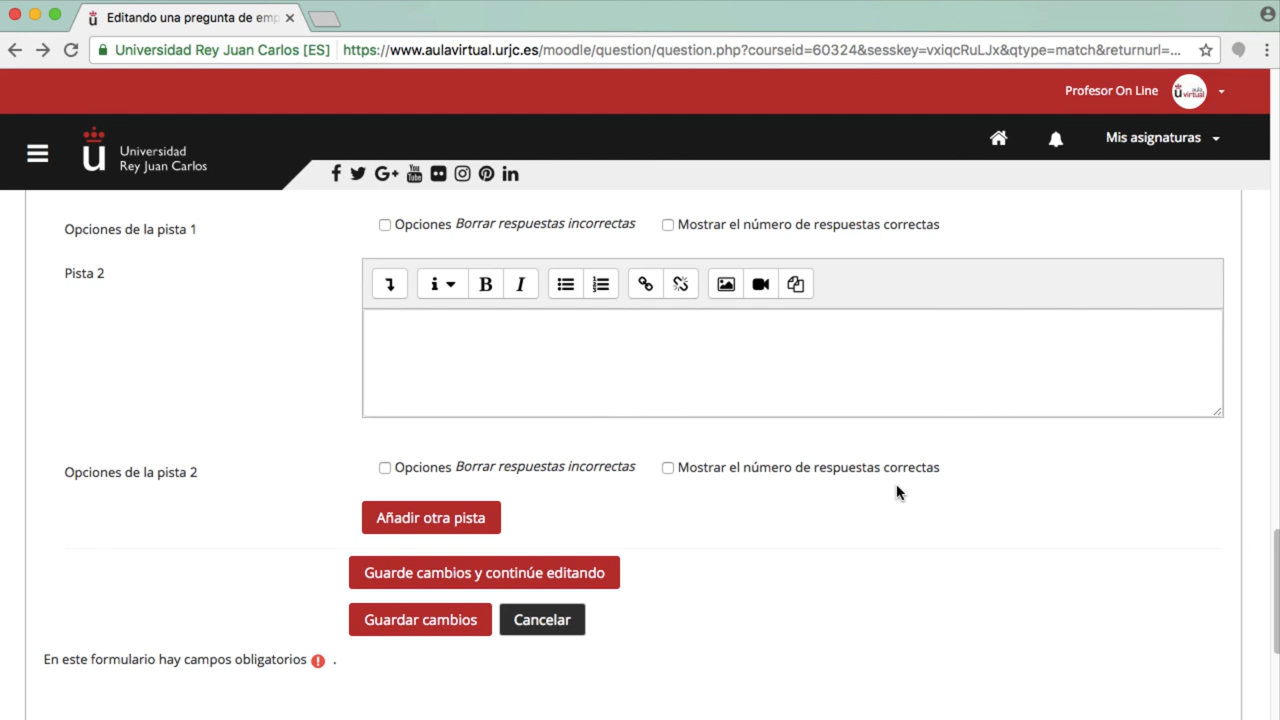 Editando una pregunta de emp
Universidad Rey Juan Carlos [ES] https://www.aulavirtual.urjc.es/moodle/question/question.php?courseid=60324&sesskey=vxiqcRuLJx&qtype=match&returnurl=...
Profesor On Line
Universidad
Rey Juan Carlos
Mis asignaturas
Opciones de la pista 1 Opciones Borrar respuestas incorrectas Mostrar el número de respuestas correctas
Pista 2
Opciones de la pista 2 Opciones Borrar respuestas incorrectas Mostrar el número de respuestas correctas
Añadir otra pista
Guarde cambios y continúe editando
Guardar cambios Cancelar
En este formulario hay campos obligatorios .